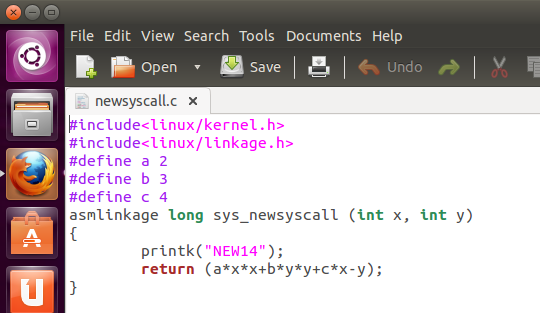 File Edit View Search Tools Documents Help
Open Save Undo
newsyscall.c
#include<linux/kernel.h>
#include<linux/linkage.h>
#define a 2
#define b 3
#define c 4
asmlinkage long sys_newsyscall (int x, int y)
{
        printk("NEW14");
        return (a*x*x+b*y*y+c*x-y);
}